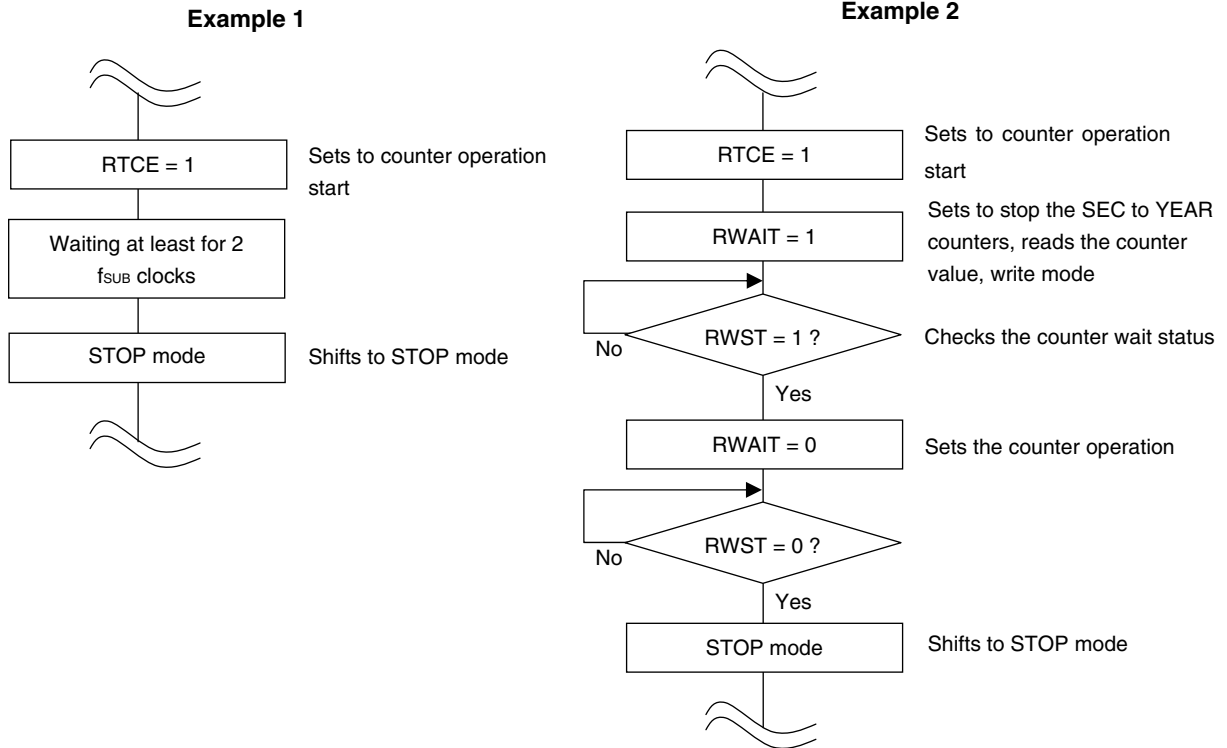 Example 1
RTCE = 1
Sets to counter operation
start
Waiting at least for 2
fSUB clocks
STOP mode
Shifts to STOP mode
Example 2
RTCE = 1
Sets to counter operation
start
RWAIT = 1
Sets to stop the SEC to YEAR
counters, reads the counter
value, write mode
RWST = 1 ?
No
Checks the counter wait status
Yes
RWAIT = 0
Sets the counter operation
RWST = 0 ?
No
Yes
STOP mode
Shifts to STOP mode